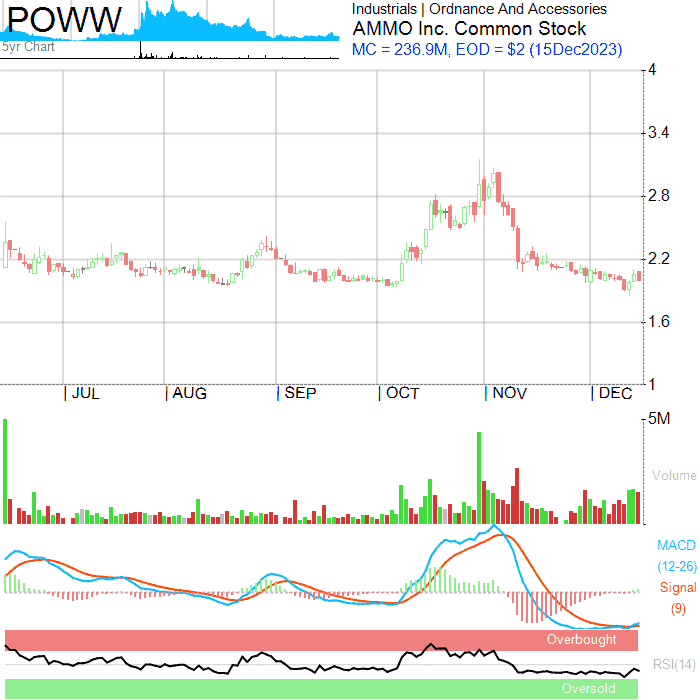 POWW
5yr Chart
Industrials | Ordnance And Accessories
AMMO Inc. Common Stock
MC = 236.9M, EOD = $2 (15Dec2023)
4
3.4
2.8
2.2
1.6
1
| JUL | AUG | SEP | OCT | NOV | DEC
5M
Volume
MACD
(12-26)
Signal
(9)
Overbought
RSI(14)
Oversold